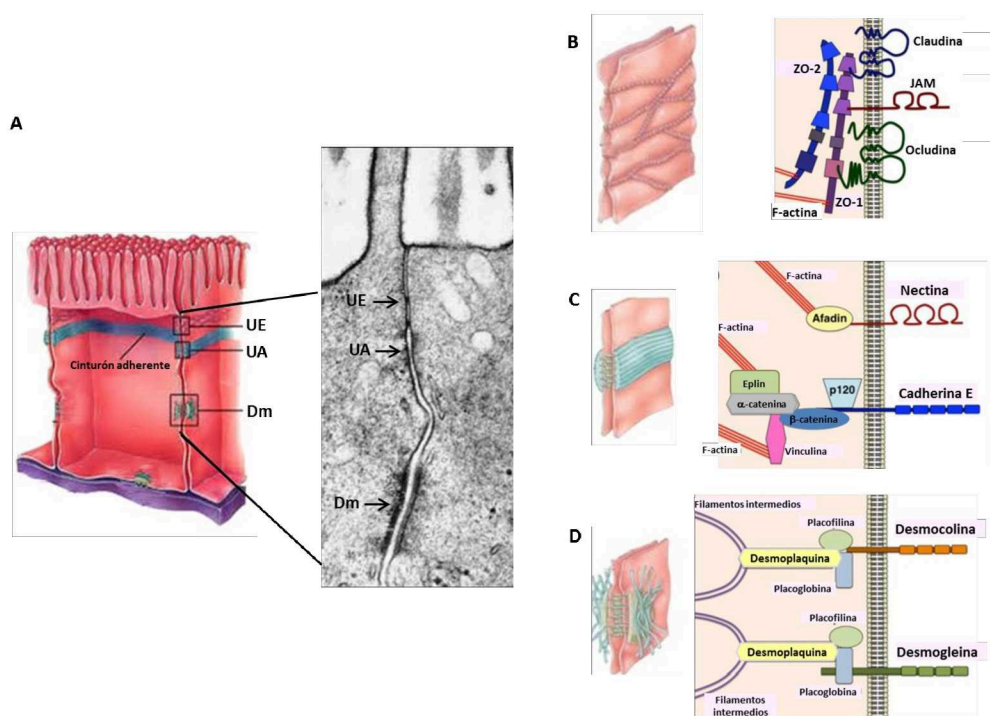 A
UE
UA
Dm
Cinturón adherente
UE
UA
Dm
B
ZO-2
Claudina
JAM
Ocludina
ZO-1
F-actina
C
F-actina
Nectina
Afadin
F-actina
Eplin
p120
α-catenina
Cadherina E
β-catenina
F-actina
Vinculina
D
Filamentos intermedios
Placofilina
Desmocolina
Desmoplaquina
Placoglobina
Placofilina
Desmoplaquina
Desmogleina
Placoglobina
Filamentos
intermedios